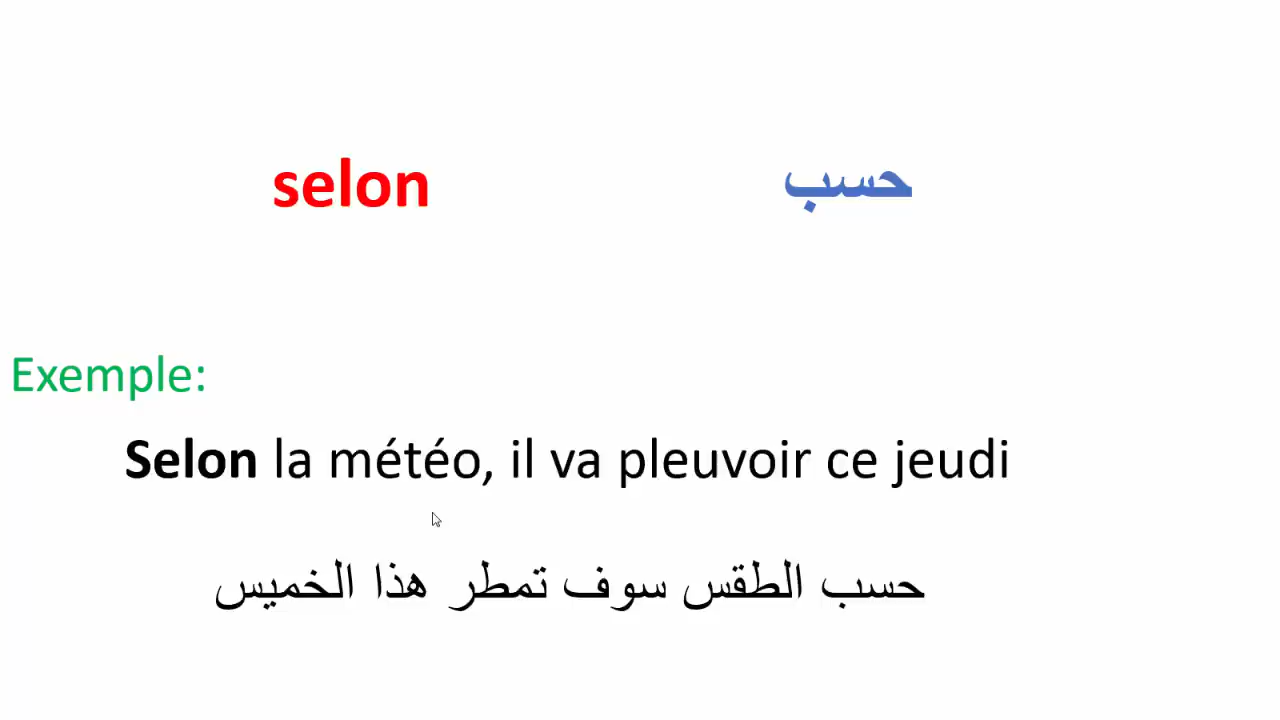 selon
حسب
Exemple:
Selon la météo, il va pleuvoir ce jeudi
حسب الطقس سوف تمطر هذا الخميس